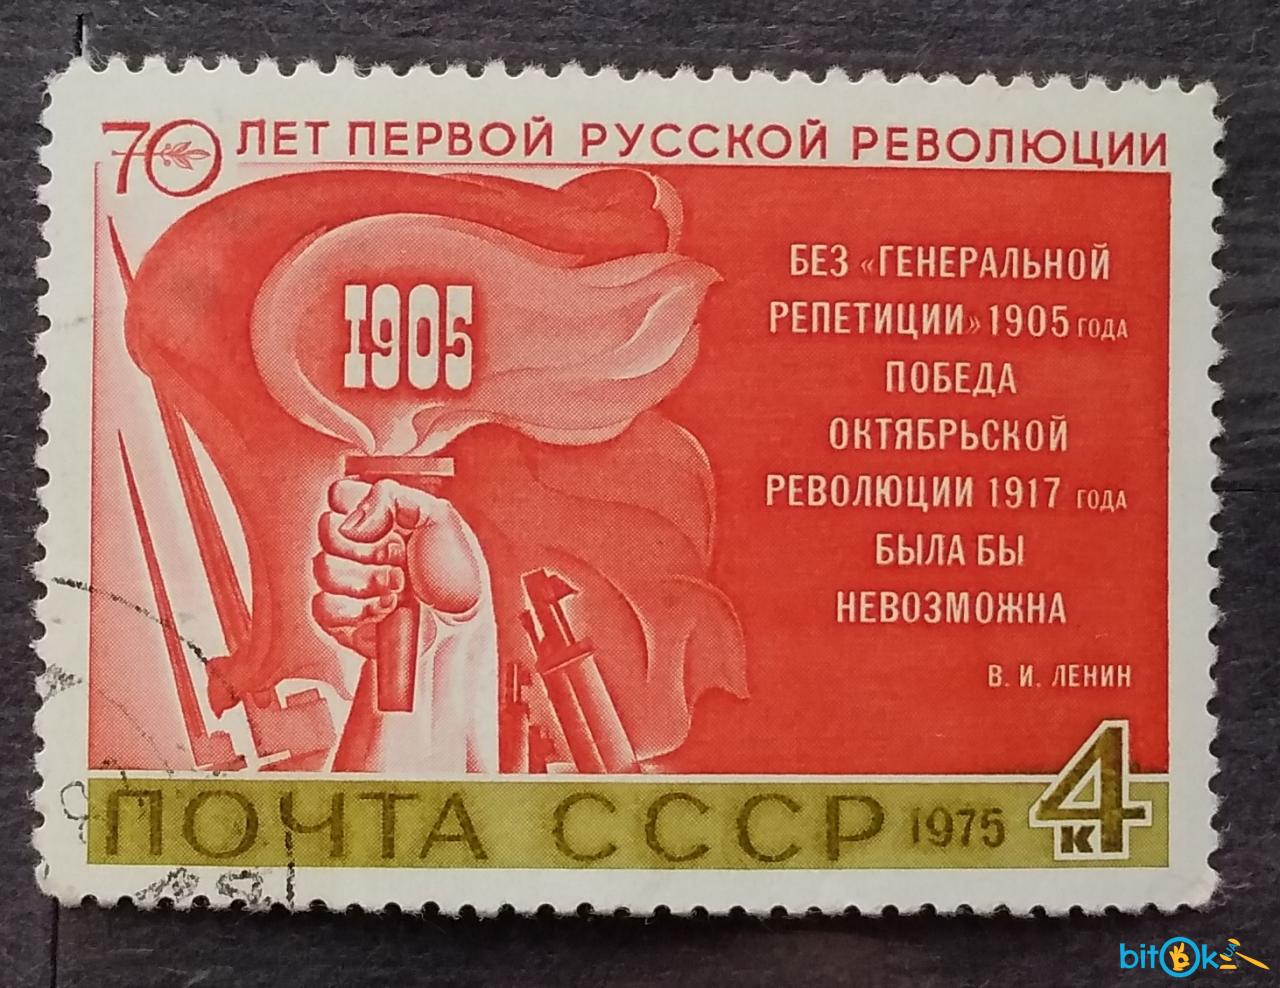 70 ЛЕТ ПЕРВОЙ РУССКОЙ РЕВОЛЮЦИИ
1905
БЕЗ «ГЕНЕРАЛЬНОЙ
РЕПЕТИЦИИ» 1905 ГОДА
ПОБЕДА
ОКТЯБРЬСКОЙ
РЕВОЛЮЦИИ 1917 ГОДА
БЫЛА БЫ
НЕВОЗМОЖНА
В. И. ЛЕНИН
ПОЧТА СССР 1975 4 К
bitOk